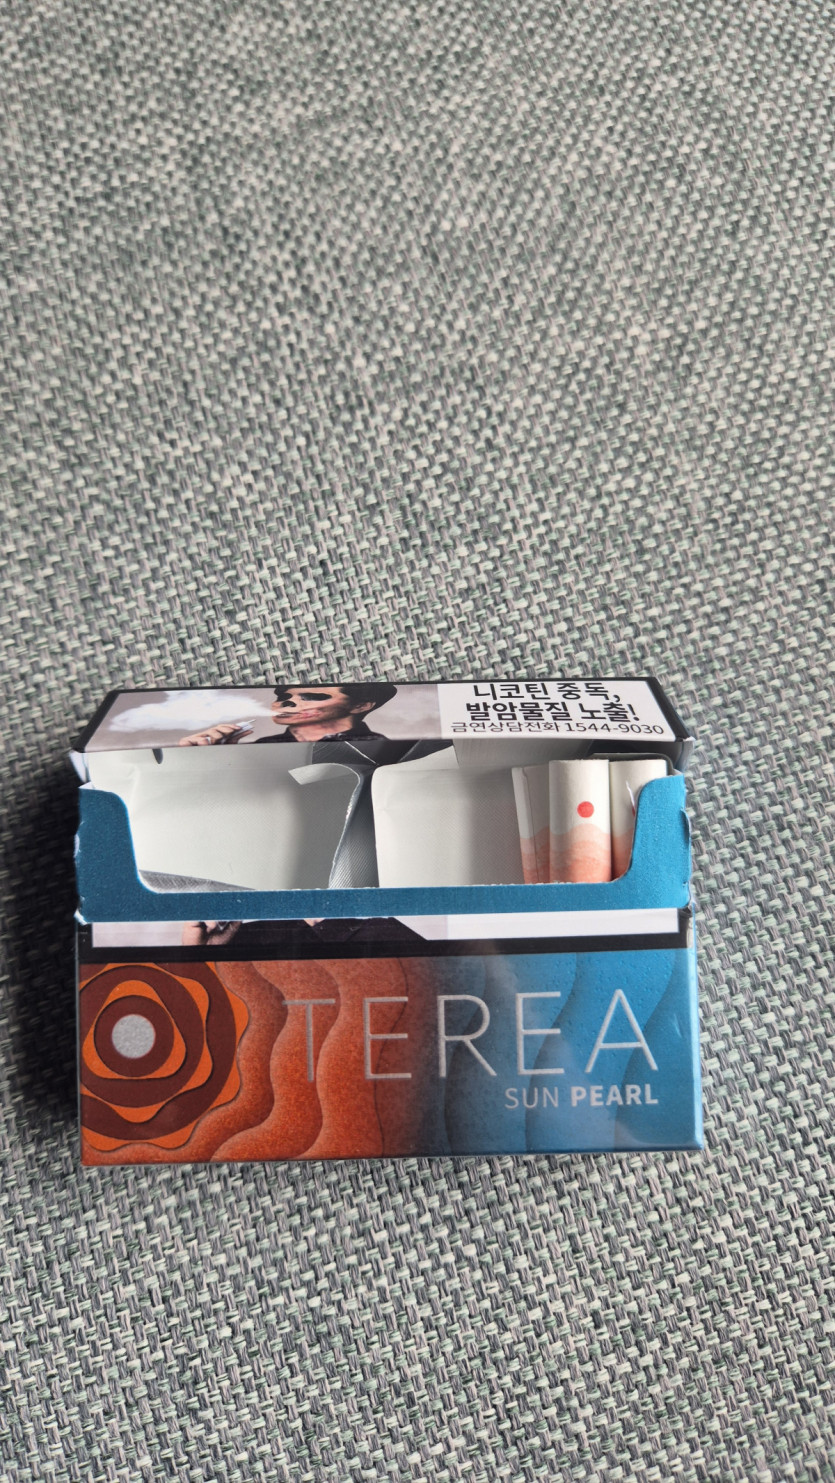 니코틴 중독,
발암물질 노출!
금연상담전화 1544-9030
TEREA
SUN PEARL